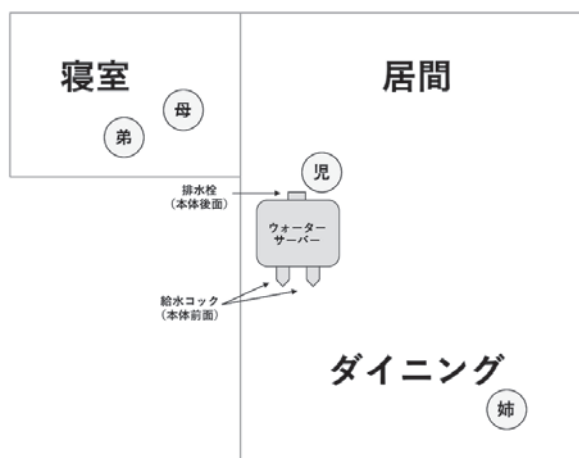 寝室
居間
母
弟
児
排水栓
（本体後面）
ウォーター
サーバー
給水コック
（本体前面）
ダイニング
姉